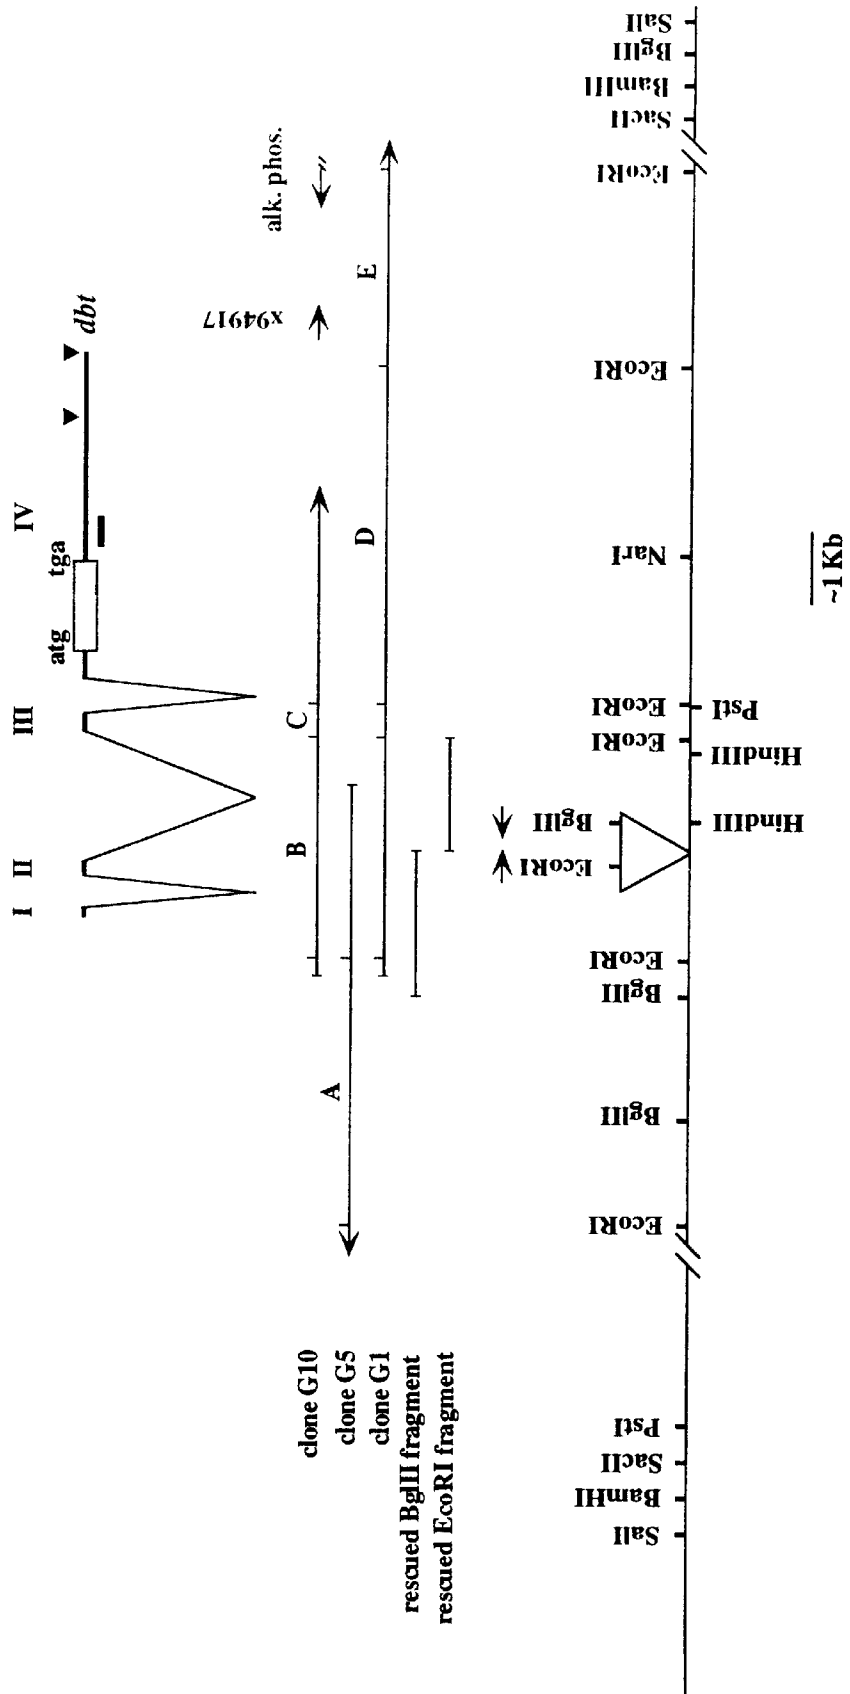 I II III IV
atg tga
dbt
x94917
alk. phos.
clone G10
B C
clone G5
A
clone G1
D E
rescued BglII fragment
rescued EcoRI fragment
EcoRI BglII
SalI BamHI SacII PstI EcoRI BglII BglII EcoRI EcoRI EcoRI NarI EcoRI EcoRI SacII BamHII BglII SalI
HindIII HindIII PstI
~1 Kb